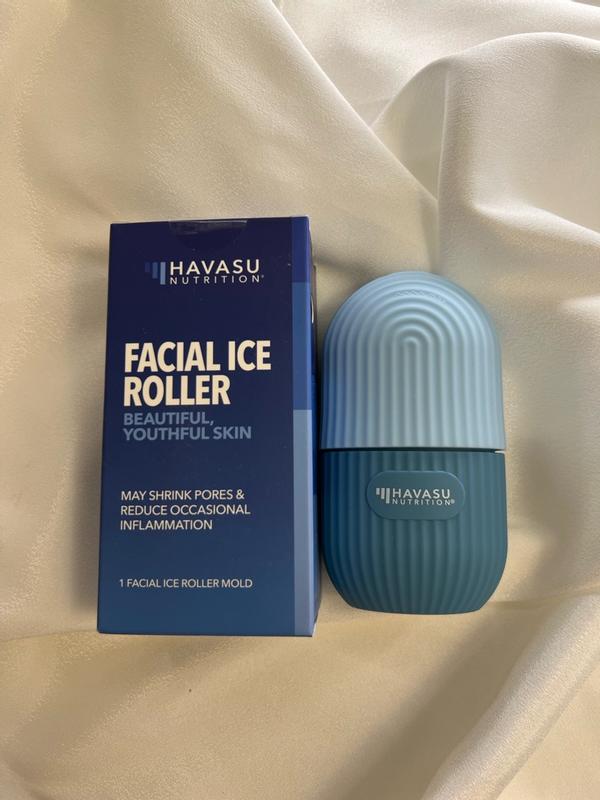 HAVASU
NUTRITION®
FACIAL ICE
ROLLER
BEAUTIFUL,
YOUTHFUL SKIN
MAY SHRINK PORES &
REDUCE OCCASIONAL
INFLAMMATION
1 FACIAL ICE ROLLER MOLD
HAVASU
NUTRITION®